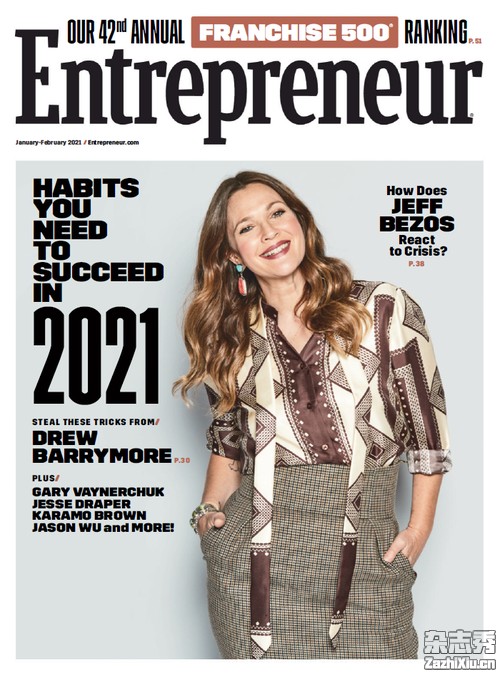 OUR 42nd ANNUAL FRANCHISE 500® RANKING P.51
Entrepreneur®
January-February 2021 / Entrepreneur.com
HABITS
YOU
NEED
TO
SUCCEED
IN
2021
STEAL THESE TRICKS FROM/
DREW
BARRYMORE P.30
PLUS/
GARY VAYNERCHUK
JESSE DRAPER
KARAMO BROWN
JASON WU and MORE!
How Does
JEFF
BEZOS
React
to Crisis?
P.38
杂志秀
ZaZhiXiu.cn